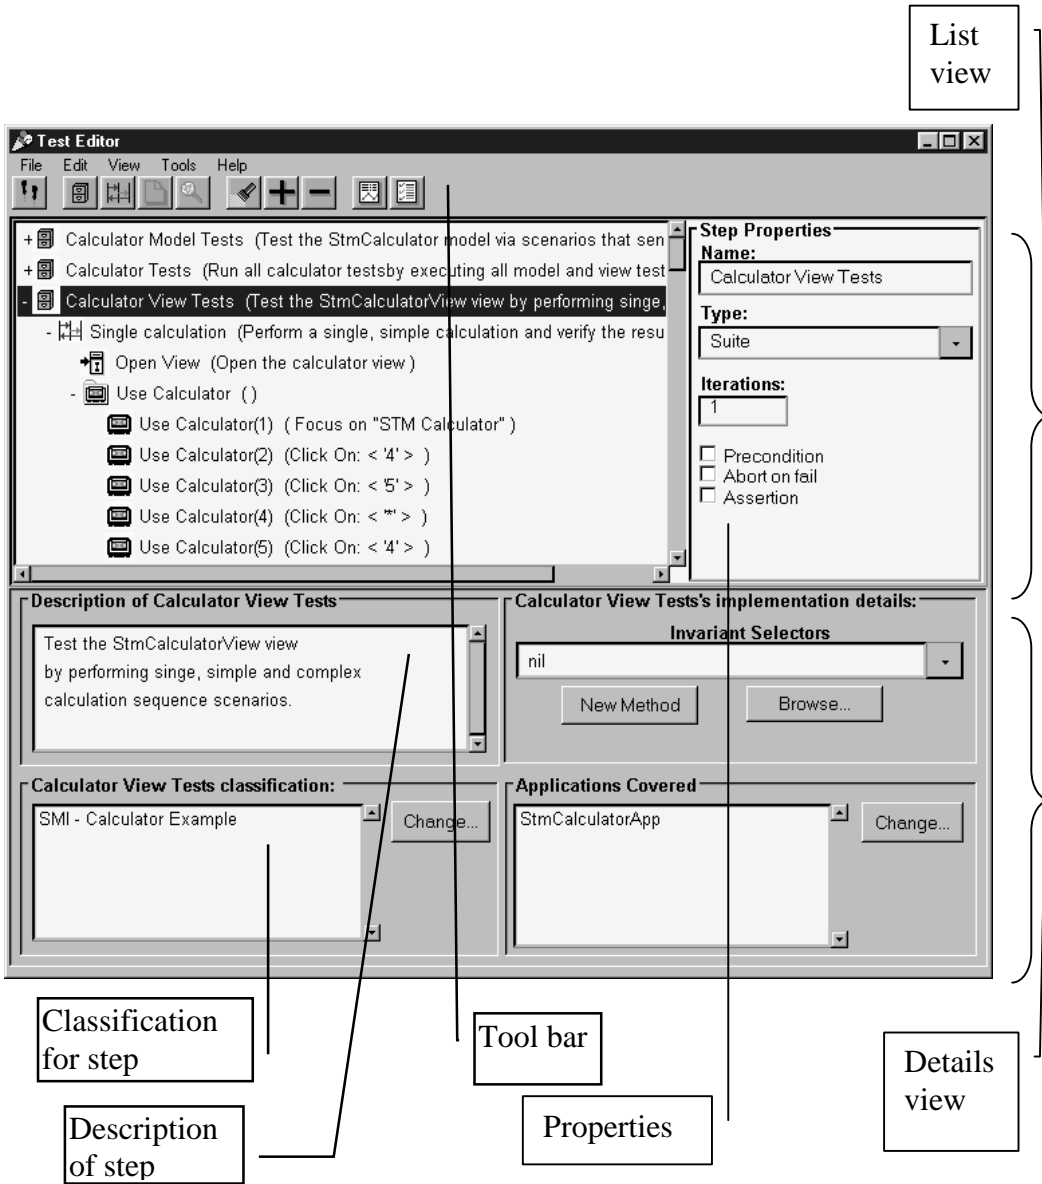 List
view
Test Editor
File Edit View Tools Help
+ Calculator Model Tests (Test the StmCalculator model via scenarios that sen
+ Calculator Tests (Run all calculator testsby executing all model and view test
- Calculator View Tests (Test the StmCalculatorView view by performing singe,
- Single calculation (Perform a single, simple calculation and verify the resu
Open View (Open the calculator view )
- Use Calculator ( )
Use Calculator(1) ( Focus on "STM Calculator" )
Use Calculator(2) (Click On: < '4' > )
Use Calculator(3) (Click On: < '5' > )
Use Calculator(4) (Click On: < '*' > )
Use Calculator(5) (Click On: < '4' > )
Step Properties
Name:
Calculator View Tests
Type:
Suite
Iterations:
1
Precondition
Abort on fail
Assertion
Description of Calculator View Tests
Test the StmCalculatorView view
by performing singe, simple and complex
calculation sequence scenarios.
Calculator View Tests's implementation details:
Invariant Selectors
nil
New Method Browse...
Calculator View Tests classification:
SMI - Calculator Example
Change...
Applications Covered
StmCalculatorApp
Change...
Classification
for step
Tool bar
Details
view
Description
of step
Properties